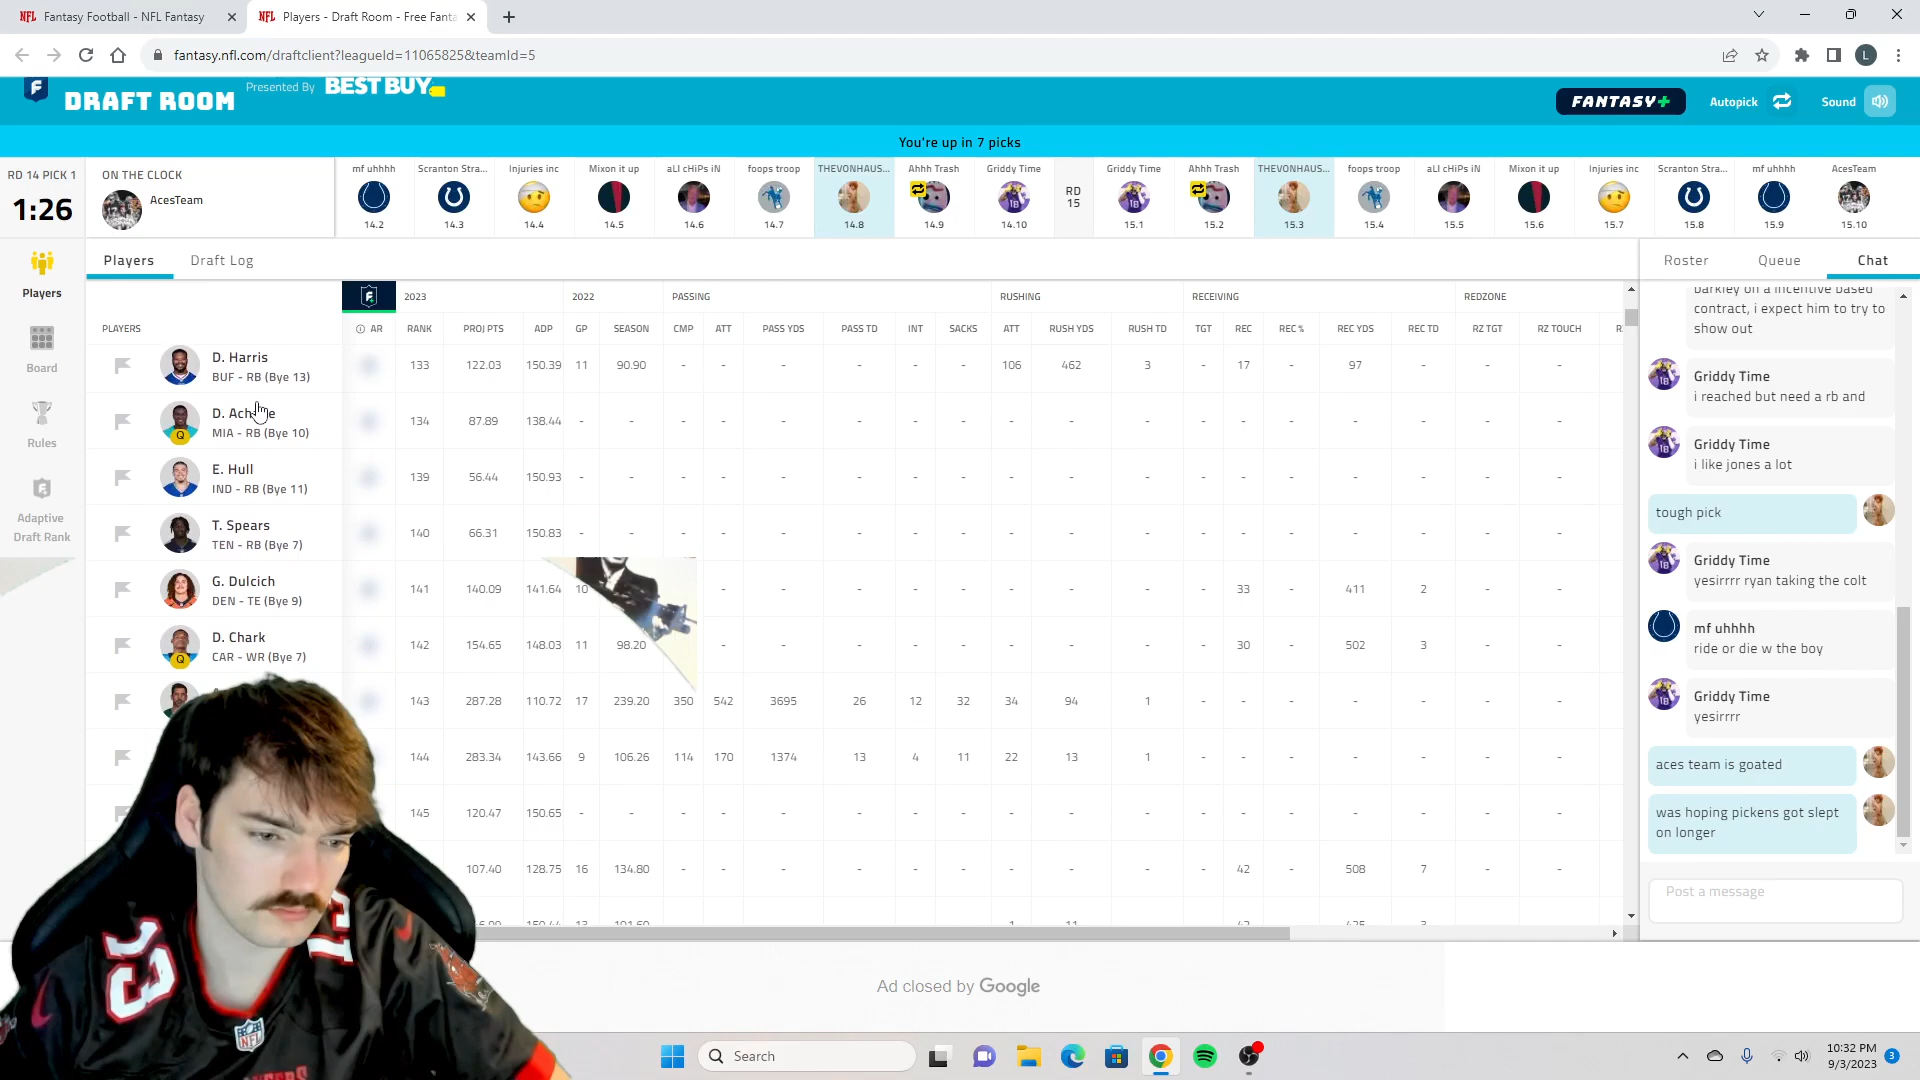 Fantasy Football - NFL Fantasy
Players - Draft Room - Free Fanta
fantasy.nfl.com/draftclient?leagueId=11065825&teamId=5
L
DRAFT ROOM
Presented By BEST BUY
FANTASY+
Autopick
Sound
You're up in 7 picks
RD 14 PICK 1
1:26
ON THE CLOCK
AcesTeam
mf uhhhh
14.2
Scranton Stra...
14.3
Injuries inc
14.4
Mixon it up
14.5
aLl cHiPs iN
14.6
foops troop
14.7
THEVONHAUS...
14.8
Ahhh Trash
14.9
Griddy Time
14.10
RD
15
Griddy Time
15.1
Ahhh Trash
15.2
THEVONHAUS...
15.3
foops troop
15.4
aLl cHiPs iN
15.5
Mixon it up
15.6
Injuries inc
15.7
Scranton Stra...
15.8
mf uhhhh
15.9
AcesTeam
15.10
Players
Board
Rules
Adaptive
Draft Rank
Players
Draft Log
2023 2022 PASSING RUSHING RECEIVING REDZONE
PLAYERS AR RANK PROJ PTS ADP GP SEASON CMP ATT PASS YDS PASS TD INT SACKS ATT RUSH YDS RUSH TD TGT REC REC % REC YDS REC TD RZ TGT RZ TOUCH R
D. Harris
BUF - RB (Bye 13)
133 122.03 150.39 11 90.90 - - - - - - 106 462 3 - 17 - 97 - - -
MIA - RB (Bye 10)
134 87.89 138.44 - - - - - - - - - - - - - - - - - -
E. Hull
IND - RB (Bye 11)
139 56.44 150.93 - - - - - - - - - - - - - - - - - -
T. Spears
TEN - RB (Bye 7)
140 66.31 150.83 - - - - - - - - - - - - - - - - - -
G. Dulcich
DEN - TE (Bye 9)
141 140.09 141.64 10 - - - - - - - - - 33 - 411 2 - -
D. Chark
CAR - WR (Bye 7)
142 154.65 148.03 11 98.20 - - - - - - - - - 30 - 502 3 - -
143 287.28 110.72 17 239.20 350 542 3695 26 12 32 34 94 1 - - - - - - -
144 283.34 143.66 9 106.26 114 170 1374 13 4 11 22 13 1 - - - - - - -
145 120.47 150.65 - - - - - - - - - - - - - - - - - -
107.40 128.75 16 134.80 - - - - - - - - - - 42 - 508 7 - -
Roster
Queue
Chat
contract, i expect him to try to
show out
Griddy Time
i reached but need a rb and
Griddy Time
i like jones a lot
tough pick
Griddy Time
yesirrrr ryan taking the colt
mf uhhhh
ride or die w the boy
Griddy Time
yesirrrr
aces team is goated
was hoping pickens got slept
on longer
Post a message
Ad closed by Google
Search
10:32 PM
9/3/2023
3